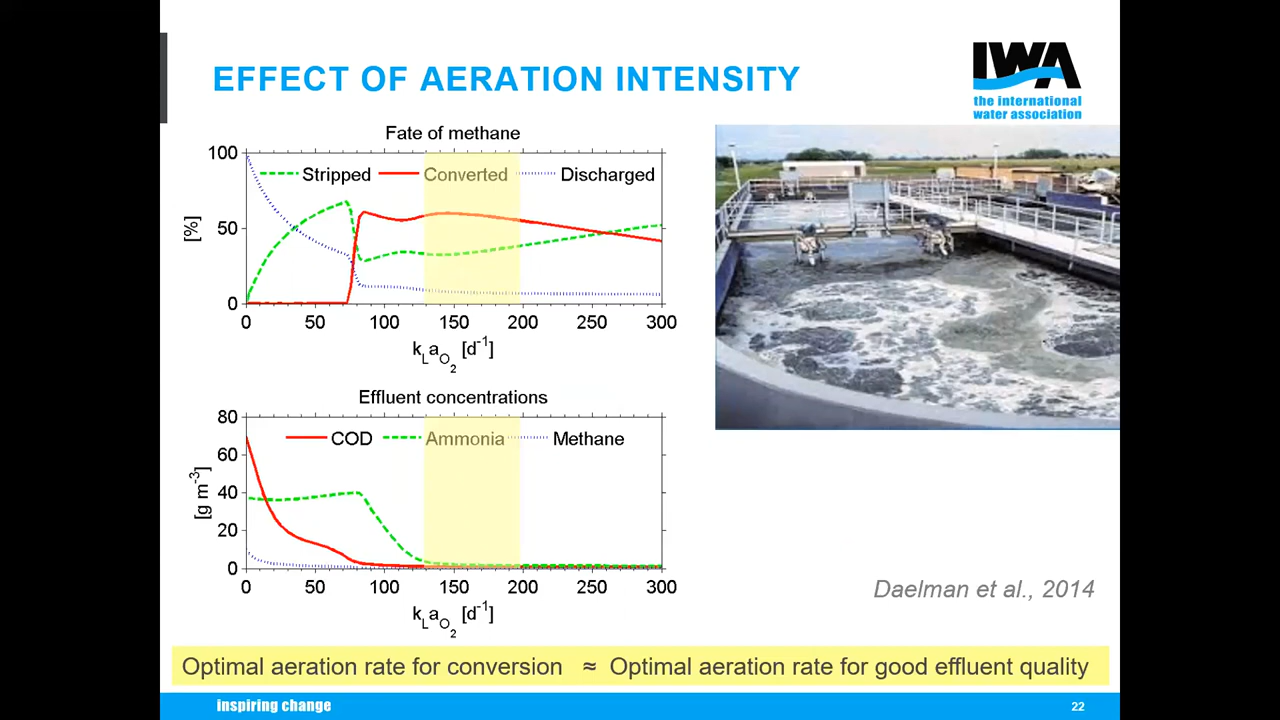 EFFECT OF AERATION INTENSITY
IWA
the international
water association
Fate of methane
100
50
0
[%]
Stripped
Converted
Discharged
0 50 100 150 200 250 300
kLaO2 [d-1]
Effluent concentrations
80
60
40
20
0
[g m-3]
COD
Ammonia
Methane
0 50 100 150 200 250 300
kLaO2 [d-1]
Daelman et al., 2014
Optimal aeration rate for conversion ≈ Optimal aeration rate for good effluent quality
inspiring change
22